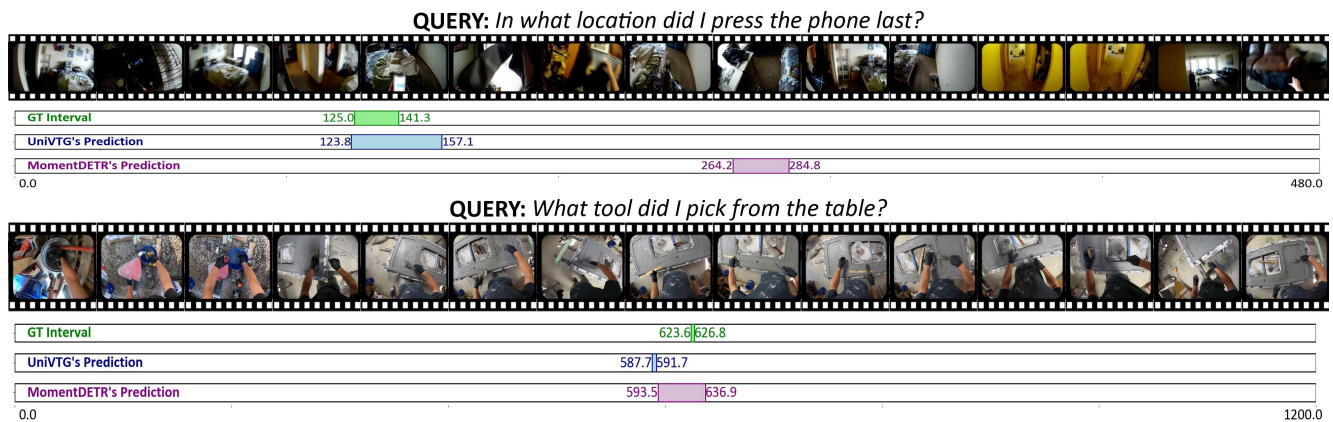 QUERY: In what location did I press the phone last?
GT Interval 125.0 141.3
UniVTG's Prediction 123.8 157.1
MomentDETR's Prediction 264.2 284.8
0.0 480.0
QUERY: What tool did I pick from the table?
GT Interval 623.6 626.8
UniVTG's Prediction 587.7 591.7
MomentDETR's Prediction 593.5 636.9
0.0 1200.0